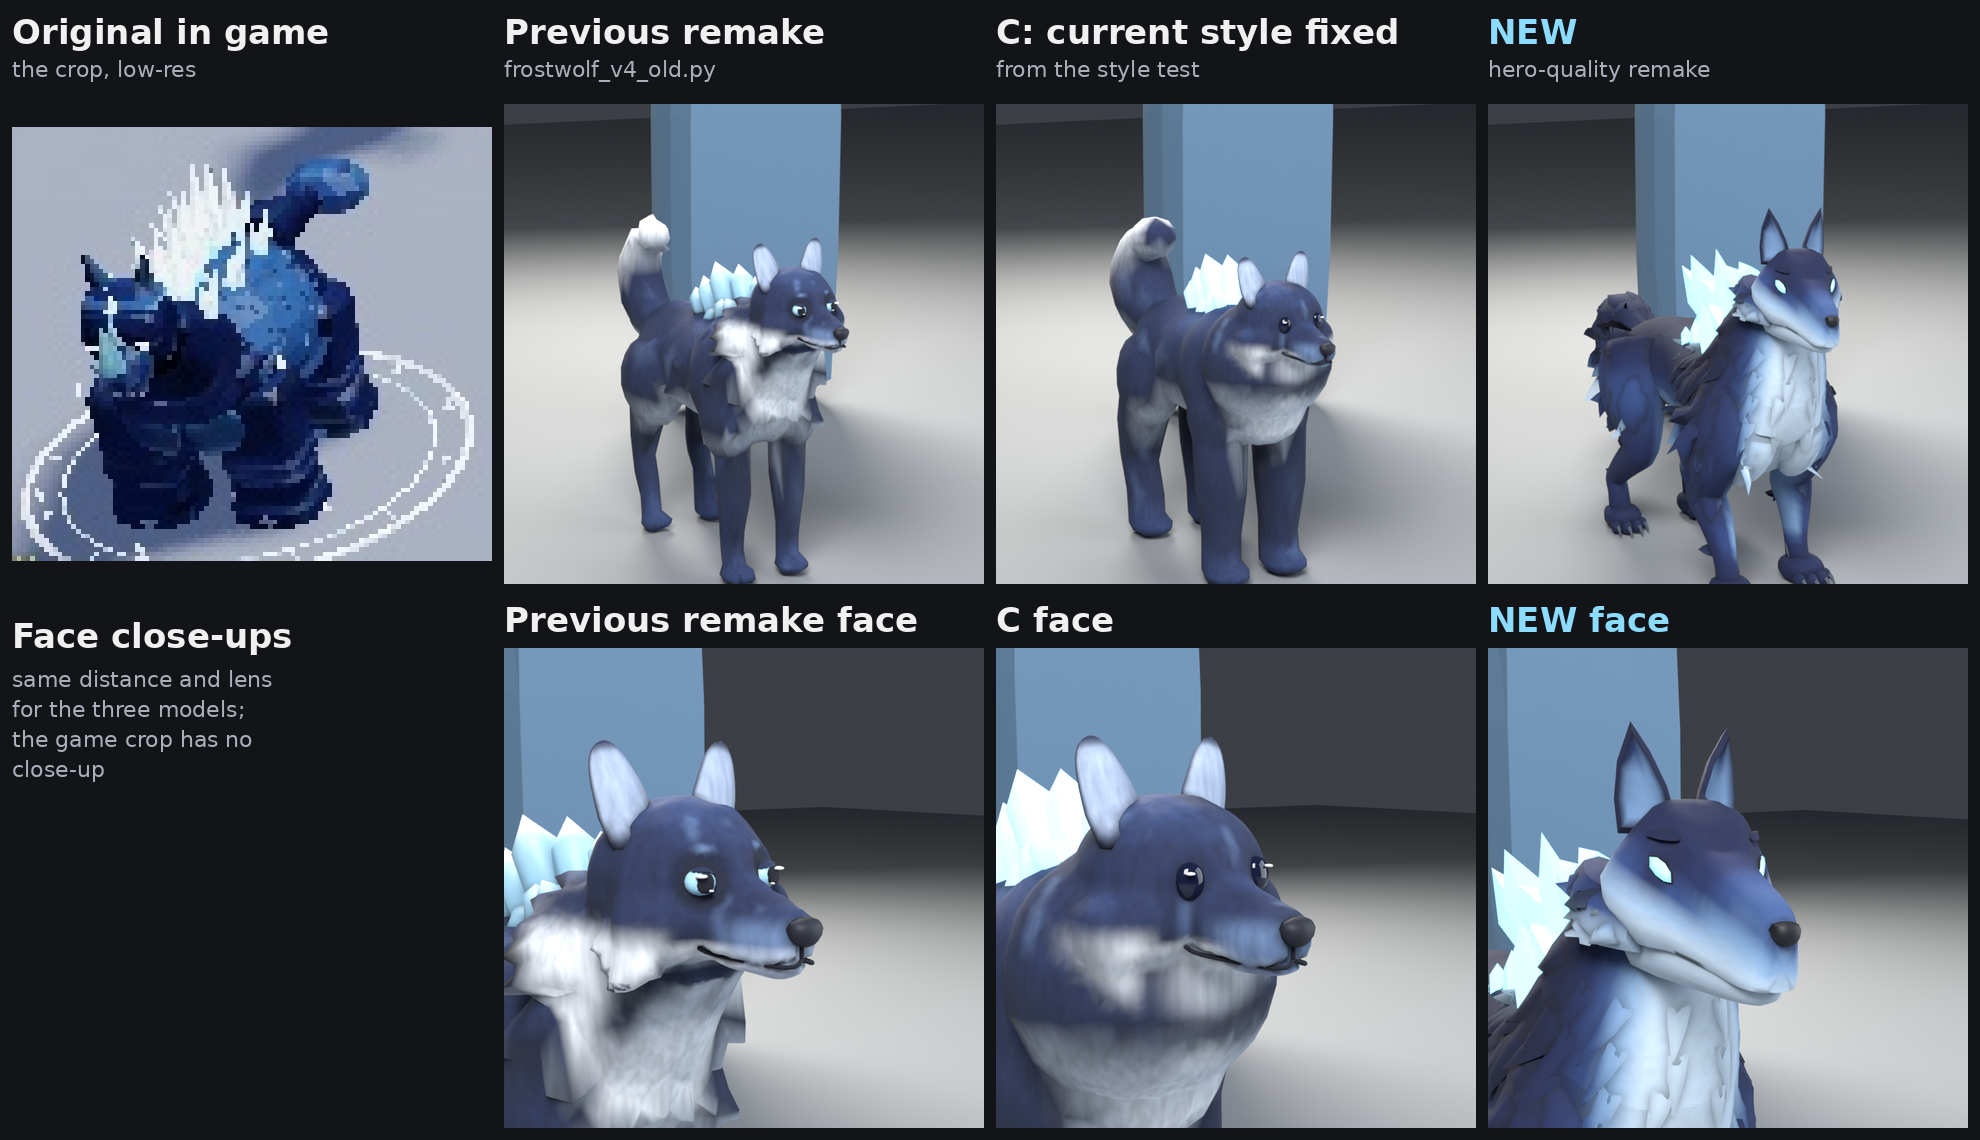 Original in game
the crop, low-res
Previous remake
frostwolf_v4_old.py
C: current style fixed
from the style test
NEW
hero-quality remake
Face close-ups
same distance and lens
for the three models;
the game crop has no
close-up
Previous remake face
C face
NEW face